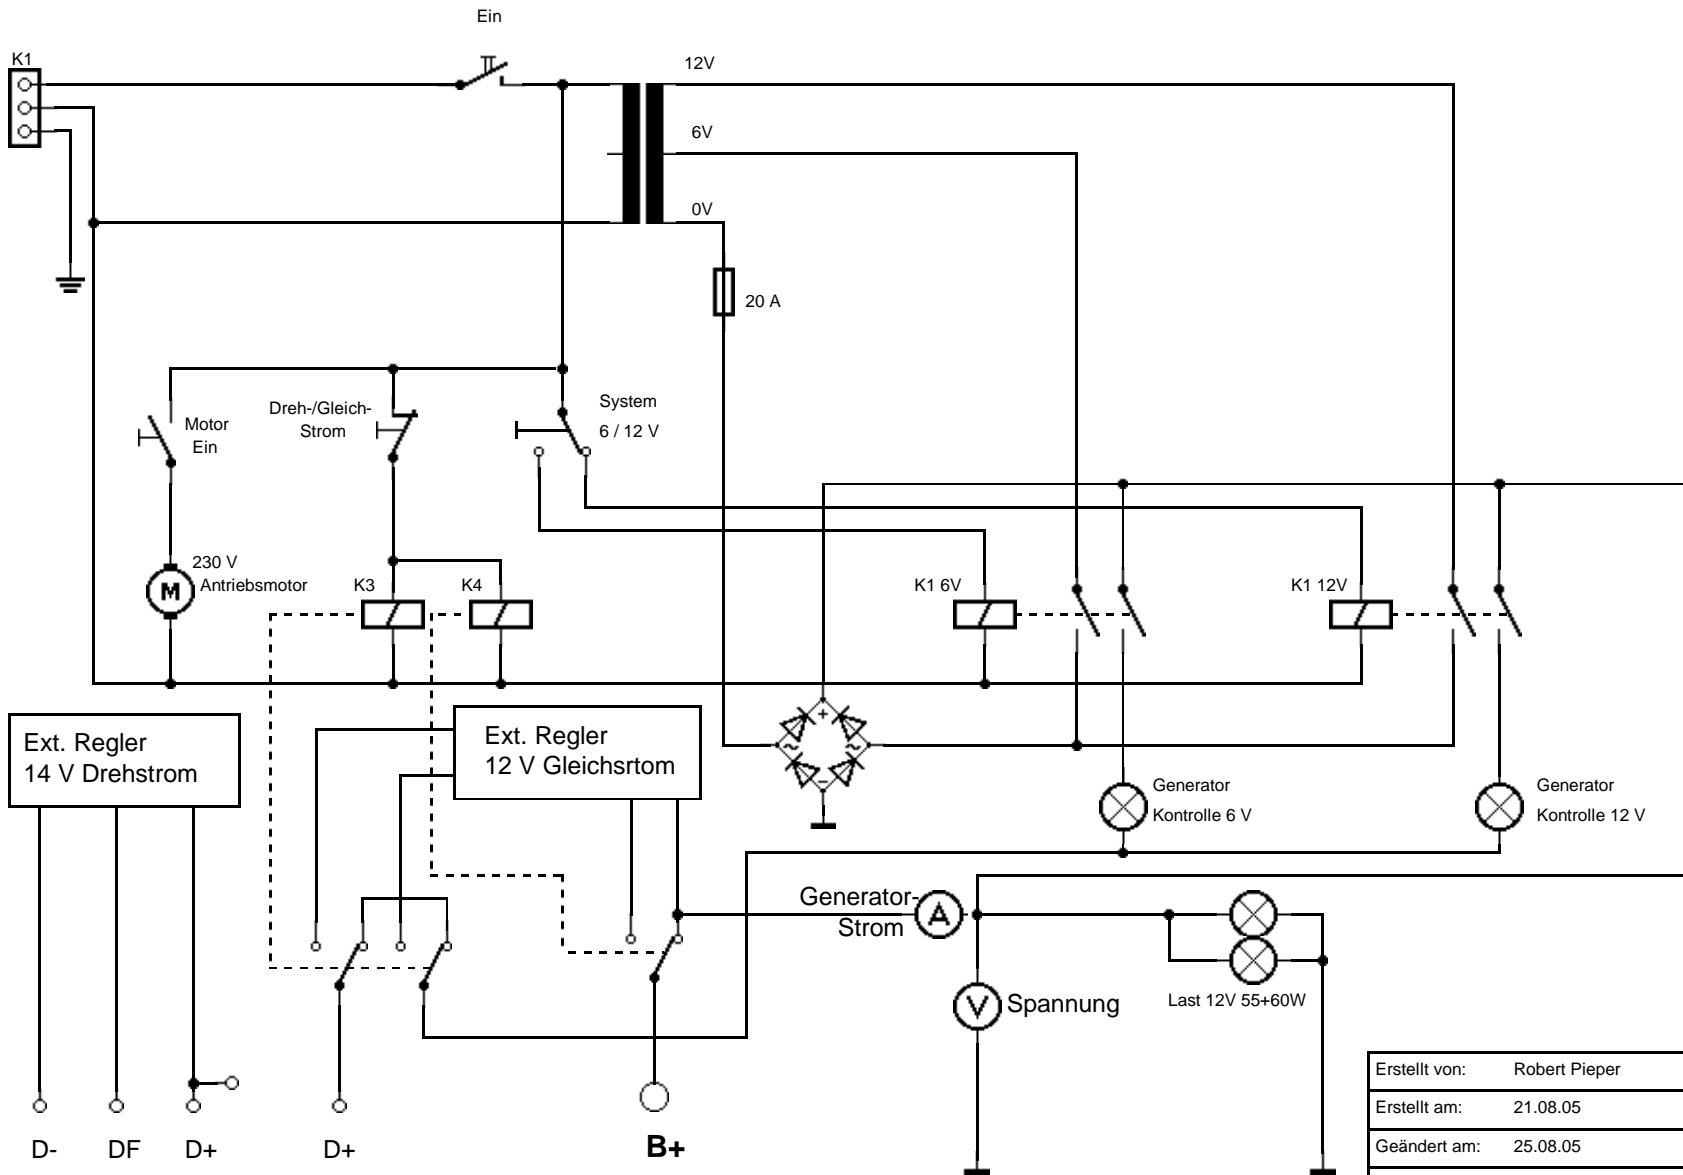 Ein
K1
12V
6V
0V
20 A
Dreh-/Gleich-
Strom
System
6 / 12 V
Motor
Ein
230 V
Antriebsmotor
K3
K4
K1 6V
K1 12V
M
Ext. Regler
14 V Drehstrom
Ext. Regler
12 V Gleichsrtom
+
~
~
-
Generator
Kontrolle 6 V
Generator
Kontrolle 12 V
Generator-
Strom
A
V
Spannung
Last 12V 55+60W
D-
DF
D+
D+
B+
Erstellt von: Robert Pieper
Erstellt am: 21.08.05
Geändert am: 25.08.05